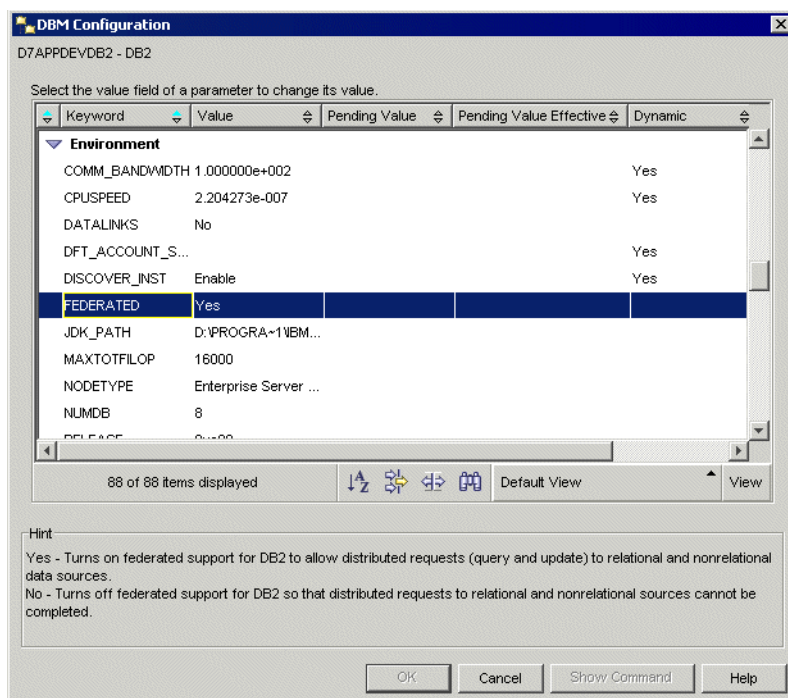 DBM Configuration
D7APPDEVDB2 - DB2
Select the value field of a parameter to change its value.
Keyword Value Pending Value Pending Value Effective Dynamic
Environment
COMM_BANDWIDTH 1.000000e+002 Yes
CPUSPEED 2.204273e-007 Yes
DATALINKS No
DFT_ACCOUNT_S... Yes
DISCOVER_INST Enable Yes
FEDERATED Yes
JDK_PATH D:\PROGRA~1\IBM...
MAXTOTFILOP 16000
NODETYPE Enterprise Server ...
NUMDB 8
RELEASE
88 of 88 items displayed Default View View
Hint
Yes - Turns on federated support for DB2 to allow distributed requests (query and update) to relational and nonrelational
data sources.
No - Turns off federated support for DB2 so that distributed requests to relational and nonrelational sources cannot be
completed.
OK Cancel Show Command Help